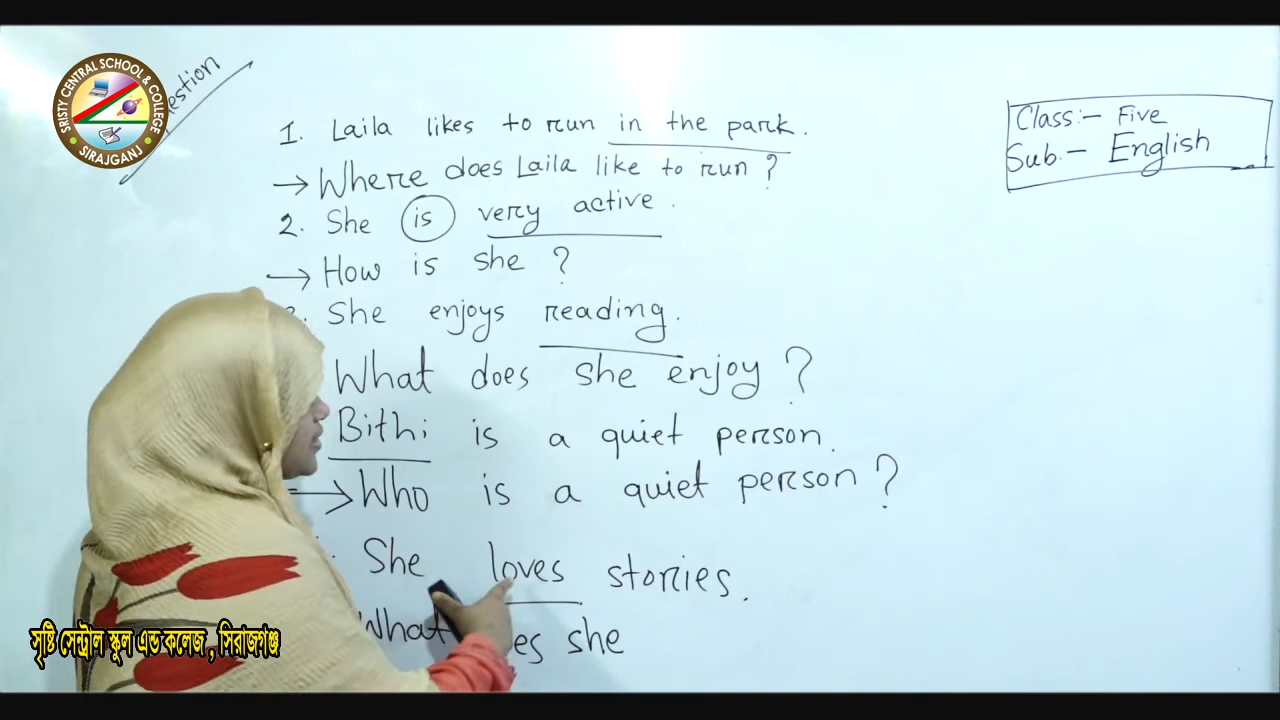 SRISTY CENTRAL SCHOOL & COLLEGE
SIRAJGANJ
Class:- Five
Sub.- English
1. Laila likes to run in the park.
→ Where does Laila like to run ?
2. She is very active.
→ How is she ?
She enjoys reading.
What does she enjoy ?
Bithi is a quiet person.
→ Who is a quiet person ?
She loves stories.
What es she
সৃষ্টি সেন্ট্রাল স্কুল এন্ড কলেজ, সিরাজগঞ্জ